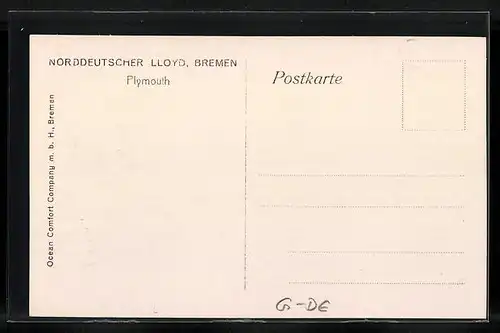 NORDDEUTSCHER LLOYD, BREMEN
Plymouth
Postkarte
Ocean Comfort Company m. b. H., Bremen
G-DE